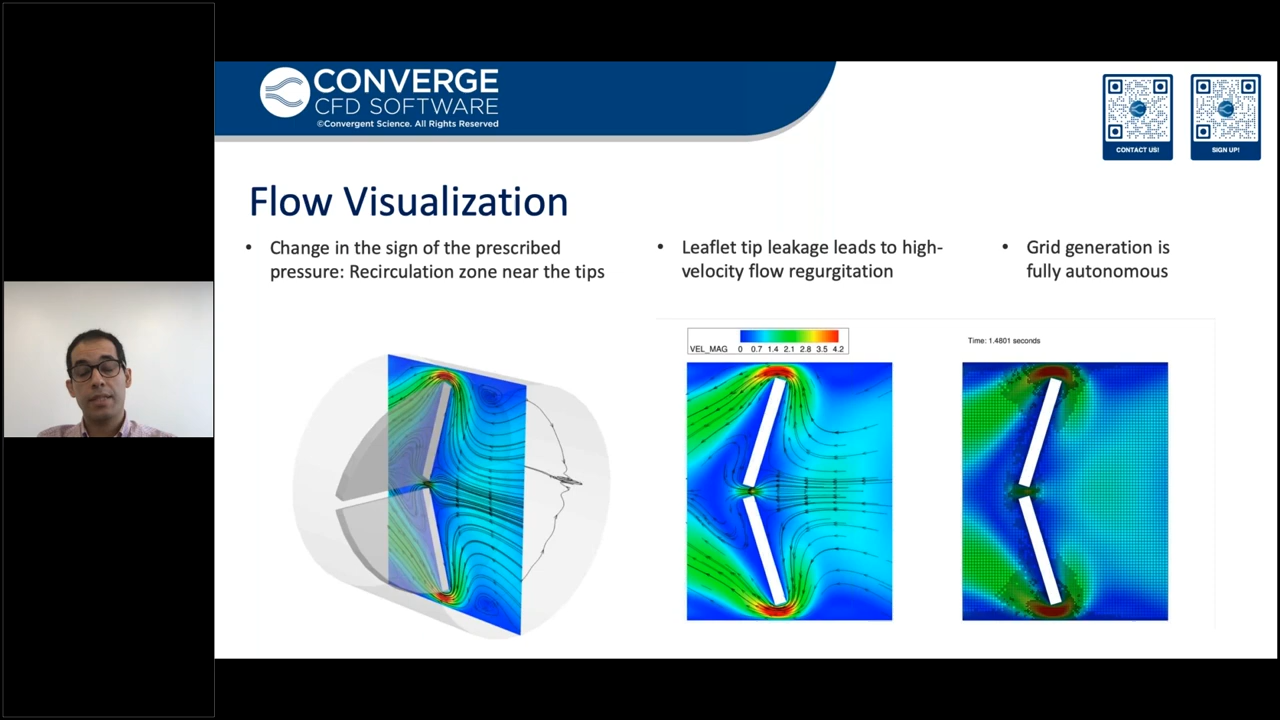 CONVERGE
CFD SOFTWARE
©Convergent Science. All Rights Reserved
CONTACT US!
SIGN UP!
Flow Visualization
• Change in the sign of the prescribed
pressure: Recirculation zone near the tips
• Leaflet tip leakage leads to high-
velocity flow regurgitation
• Grid generation is
fully autonomous
VEL_MAG 0 0.7 1.4 2.1 2.8 3.5 4.2
Time: 1.4801 seconds